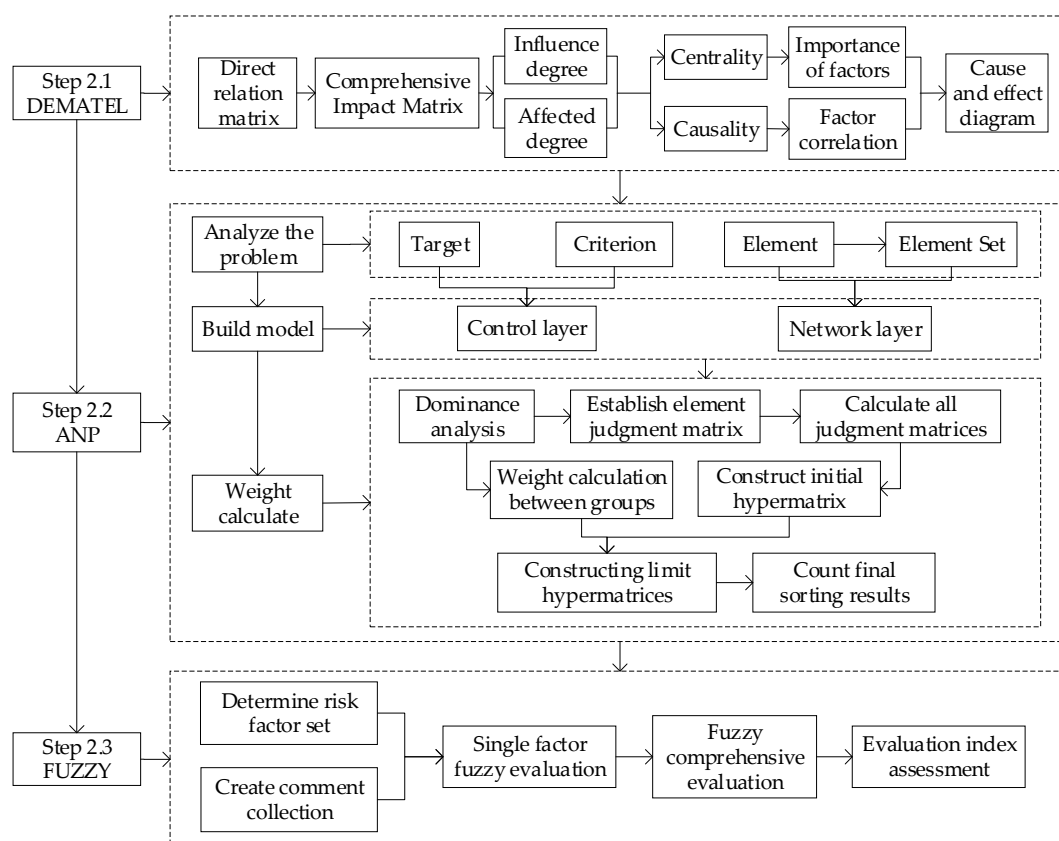 Step 2.1
DEMATEL
Direct
relation
matrix
Comprehensive
Impact Matrix
Influence
degree
Affected
degree
Centrality
Causality
Importance
of factors
Factor
correlation
Cause
and effect
diagram
Step 2.2
ANP
Analyze the
problem
Target
Criterion
Element
Element Set
Build model
Control layer
Network layer
Weight
calculate
Dominance
analysis
Establish element
judgment matrix
Calculate all
judgment matrices
Weight calculation
between groups
Construct initial
hypermatrix
Constructing limit
hypermatrices
Count final
sorting results
Step 2.3
FUZZY
Determine risk
factor set
Create comment
collection
Single factor
fuzzy evaluation
Fuzzy
comprehensive
evaluation
Evaluation index
assessment